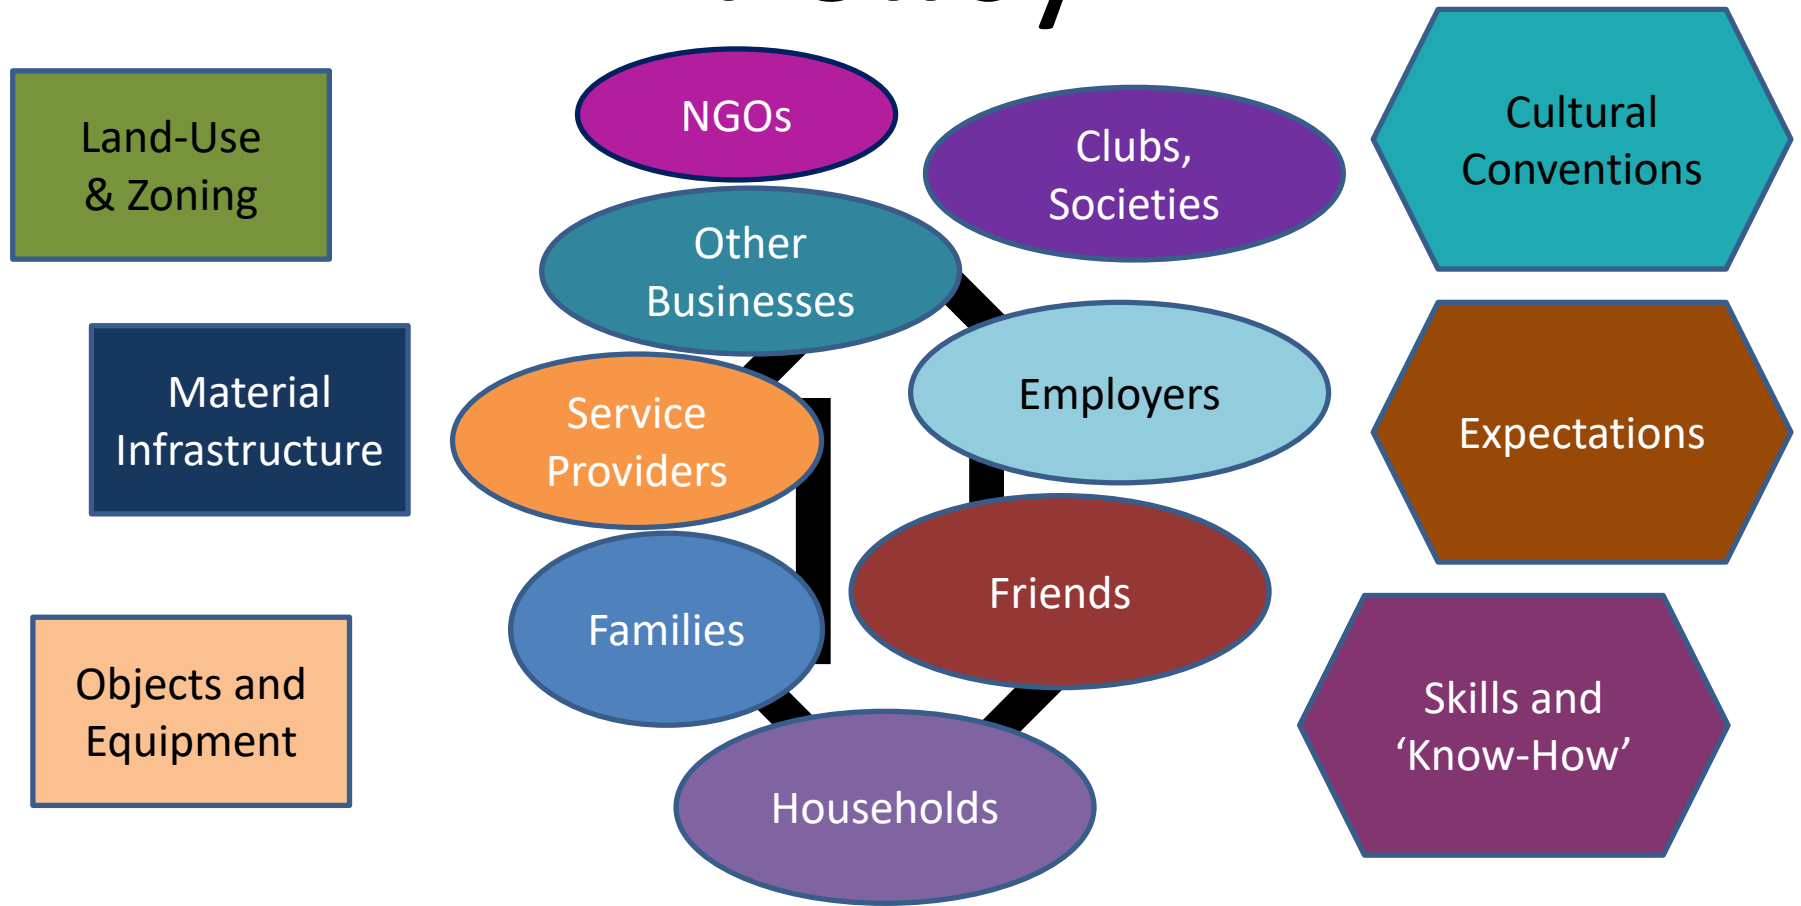 Land-Use
& Zoning
Material
Infrastructure
Objects and
Equipment
NGOs
Clubs,
Societies
Other
Businesses
Service
Providers
Employers
Families
Friends
Households
Cultural
Conventions
Expectations
Skills and
‘Know-How’